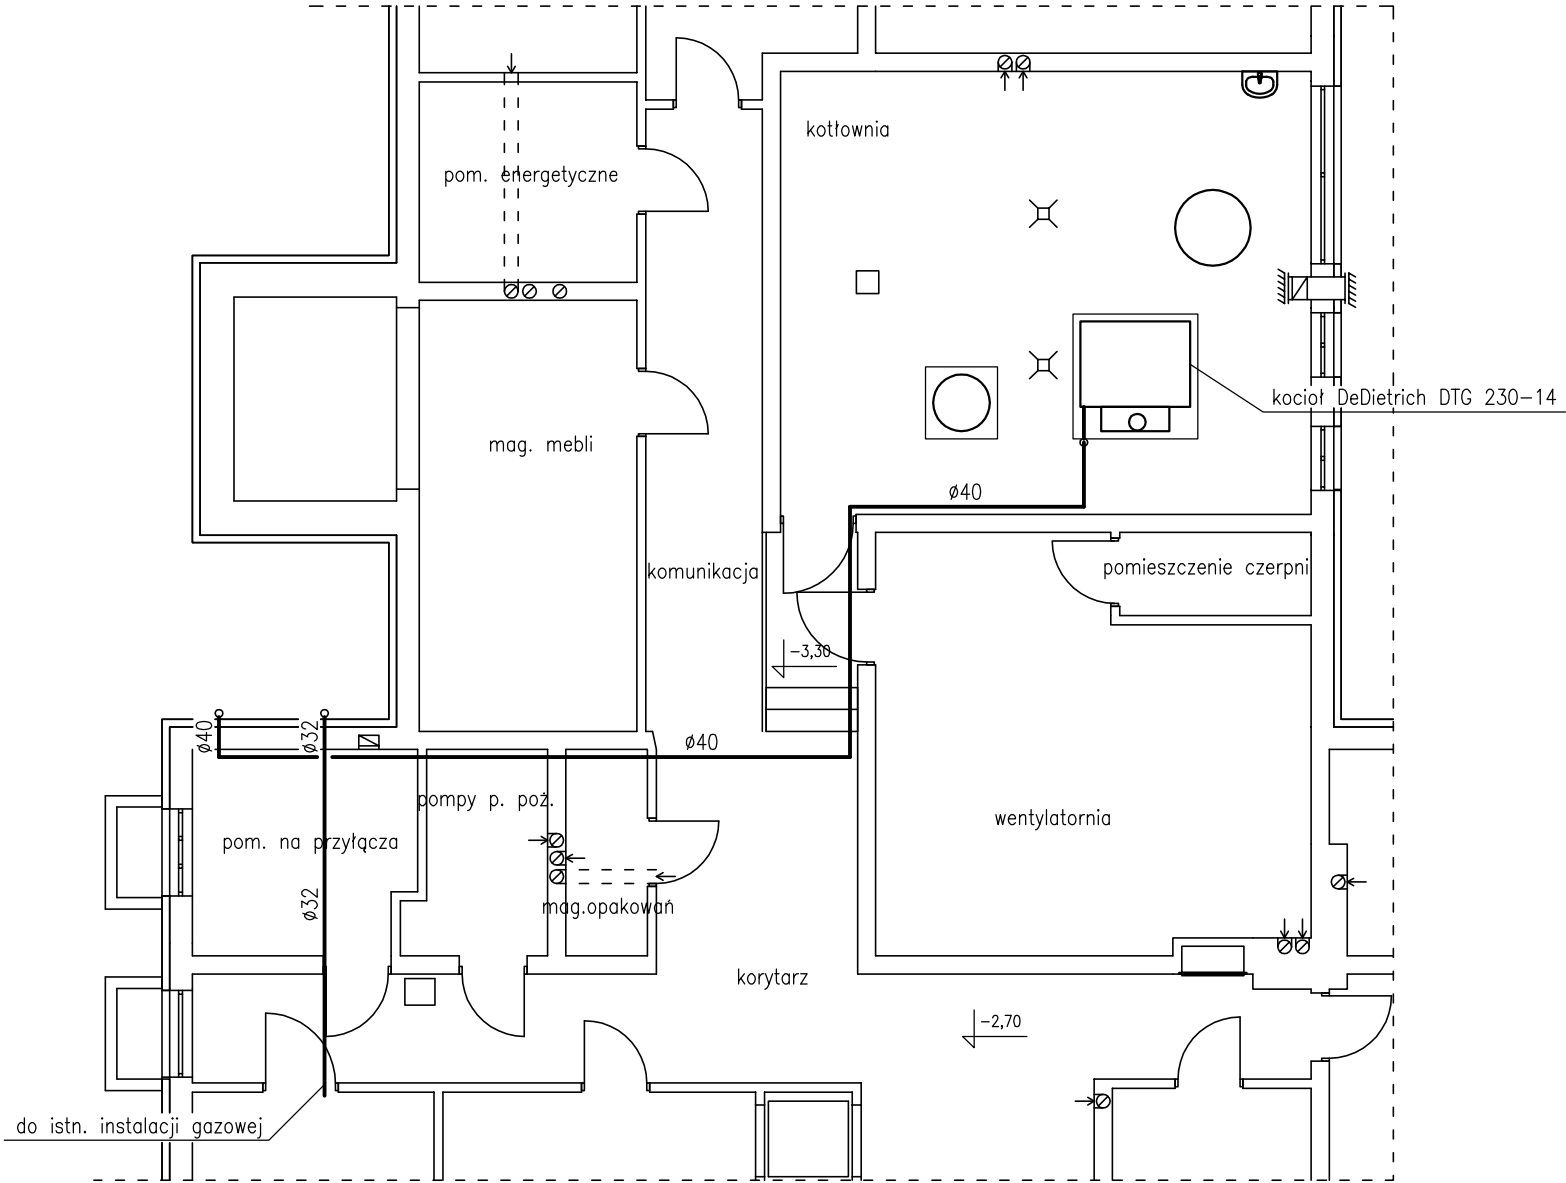 kotłownia
pom. energetyczne
kocioł DeDietrich DTG 230-14
mag. mebli
ø40
komunikacja
pomieszczenie czerpni
-3,30
ø40
ø32
ø40
pompy p. poż.
wentylatornia
pom. na przyłącza
ø32
mag.opakowań
korytarz
-2,70
do istn. instalacji gazowej